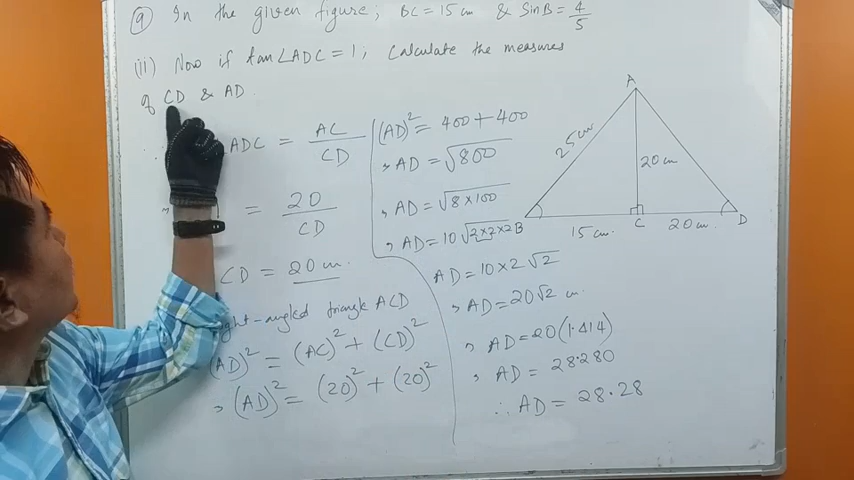 ⑨ In the given figure; BC = 15 cm & SinB = 4/5
(ii) Now if tan∠ADC = 1; Calculate the measures
of CD & AD.
ADC = AC/CD
= 20/CD
CD = 20 cm.
ght-angled triangle ACD
(AD)² = (AC)² + (CD)²
⇒ (AD)² = (20)² + (20)²
(AD)² = 400 + 400
⇒ AD = √800
⇒ AD = √8×100
⇒ AD = 10√2×2×2
AD = 10×2√2
⇒ AD = 20√2 cm.
⇒ AD = 20(1.414)
⇒ AD = 28.280
∴ AD = 28.28
A
25 cm
20 cm
B
C
D
15 cm.
20 cm.